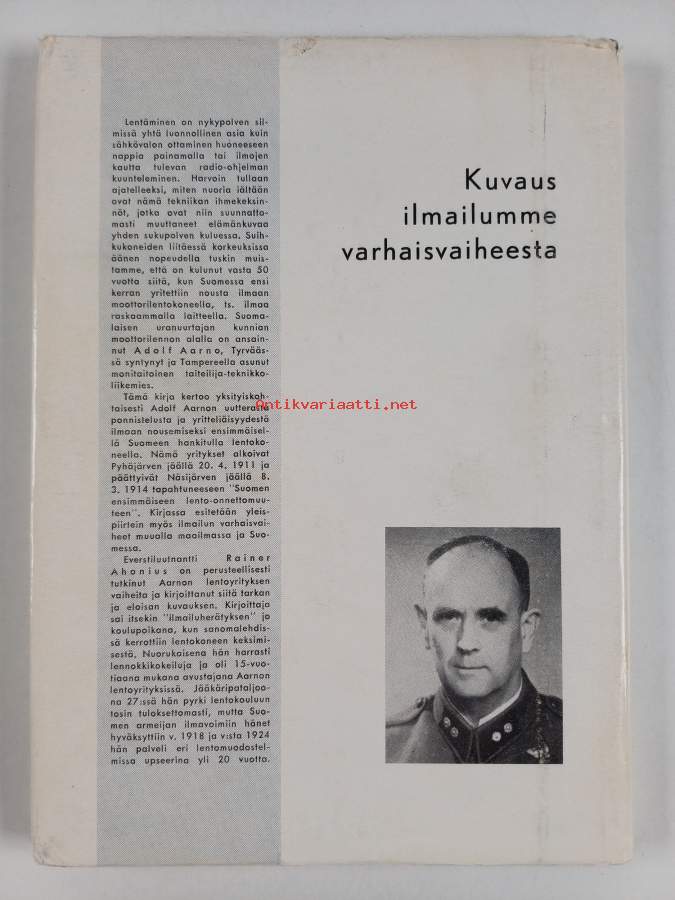 Lentäminen on nykypolven sil-
missä yhtä luonnollinen asia kuin
sähkövalon ottaminen huoneeseen
nappia painamalla tai ilmojen
kautta tulevan radio-ohjelman
kuunteleminen. Harvoin tullaan
ajatelleeksi, miten nuoria iältään
ovat nämä tekniikan ihmekeksin-
nöt, jotka ovat niin suunnatto-
masti muuttaneet elämänkuvaa
yhden sukupolven kuluessa. Suih-
kukoneiden liitäessä korkeuksissa
äänen nopeudella tuskin muis-
tamme, että on kulunut vasta 50
vuotta siitä, kun Suomessa ensi
kerran yritettiin nousta ilmaan
moottorilentokoneella, ts. ilmaa
raskaammalla laitteella. Suoma-
laisen uranuurtajan kunnian
moottorilennon alalla on ansain-
nut Adolf Aarno, Tyrvääs-
sä syntynyt ja Tampereella asunut
monitaitoinen taiteilija-teknikko-
liikemies.
Tämä kirja kertoo yksityiskoh-
taisesti Adolf Aarnon uutterasta
ponnistelusta ja yritteliäisyydestä
ilmaan nousemiseksi ensimmäisel-
lä Suomeen hankitulla lentoko-
neella. Nämä yritykset alkoivat
Pyhäjärven jäällä 20. 4. 1911 ja
päättyivät Näsijärven jäällä 8.
3. 1914 tapahtuneeseen "Suomen
ensimmäiseen lento-onnettomuu-
teen". Kirjassa esitetään yleis-
piirtein myös ilmailun varhaisvai-
heet muualla maailmassa ja Suo-
messa.
Everstiluutnantti Rainer
Ahonius on perusteellisesti
tutkinut Aarnon lentoyrityksen
vaiheita ja kirjoittanut siitä tarkan
ja eloisan kuvauksen. Kirjoittaja
sai itsekin "ilmailuherätyksen" jo
koulupoikana, kun sanomalehdis-
sä kerrottiin lentokoneen keksimi-
sestä. Nuorukaisena hän harrasti
lennokkikokeiluja ja oli 15-vuo-
tiaana mukana avustajana Aarnon
lentoyrityksissä. Jääkäripataljoo-
na 27:ssä hän pyrki lentokouluun
tosin tuloksettomasti, mutta Suo-
men armeijan ilmavoimiin hänet
hyväksyttiin v. 1918 ja v:sta 1924
hän palveli eri lentomuodostel-
missa upseerina yli 20 vuotta.
Kuvaus
ilmailumme
varhaisvaiheesta
Antikvariaatti.net